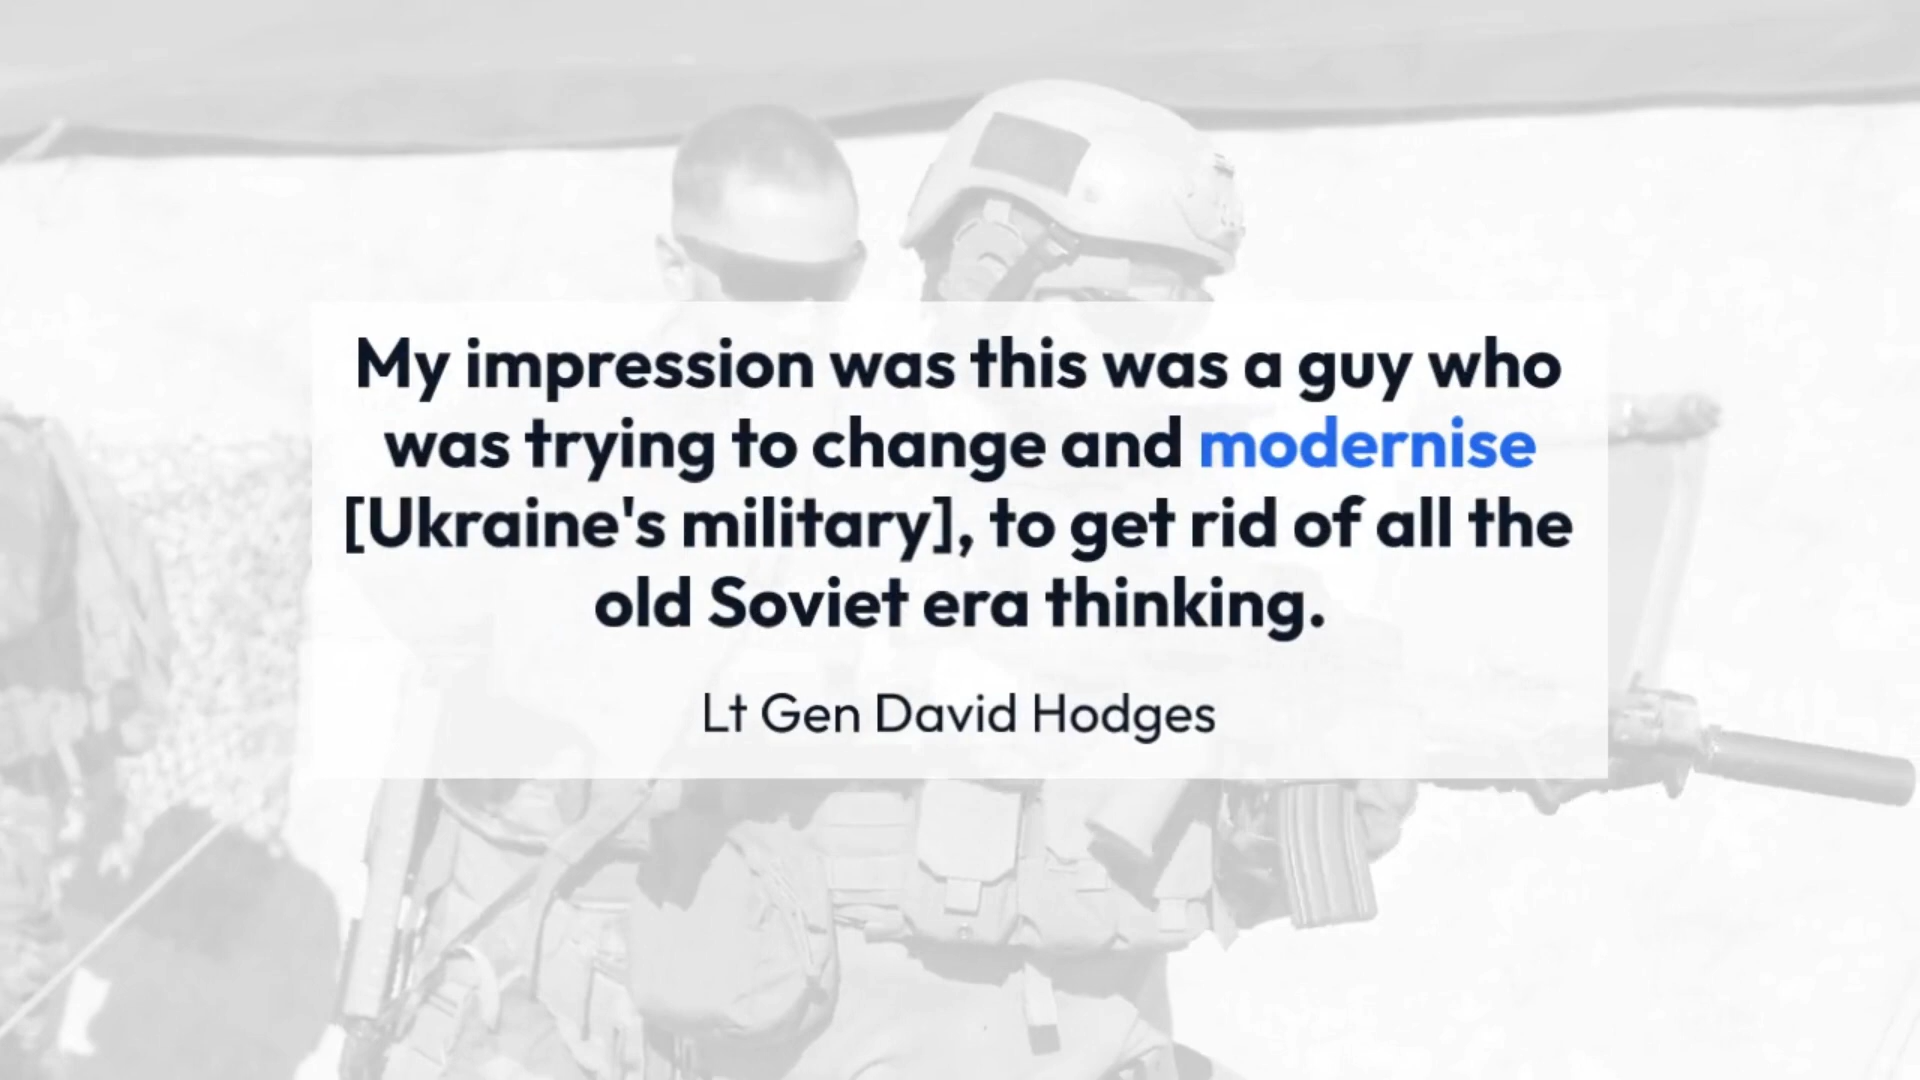 My impression was this was a guy who
was trying to change and modernise
[Ukraine's military], to get rid of all the
old Soviet era thinking.
Lt Gen David Hodges